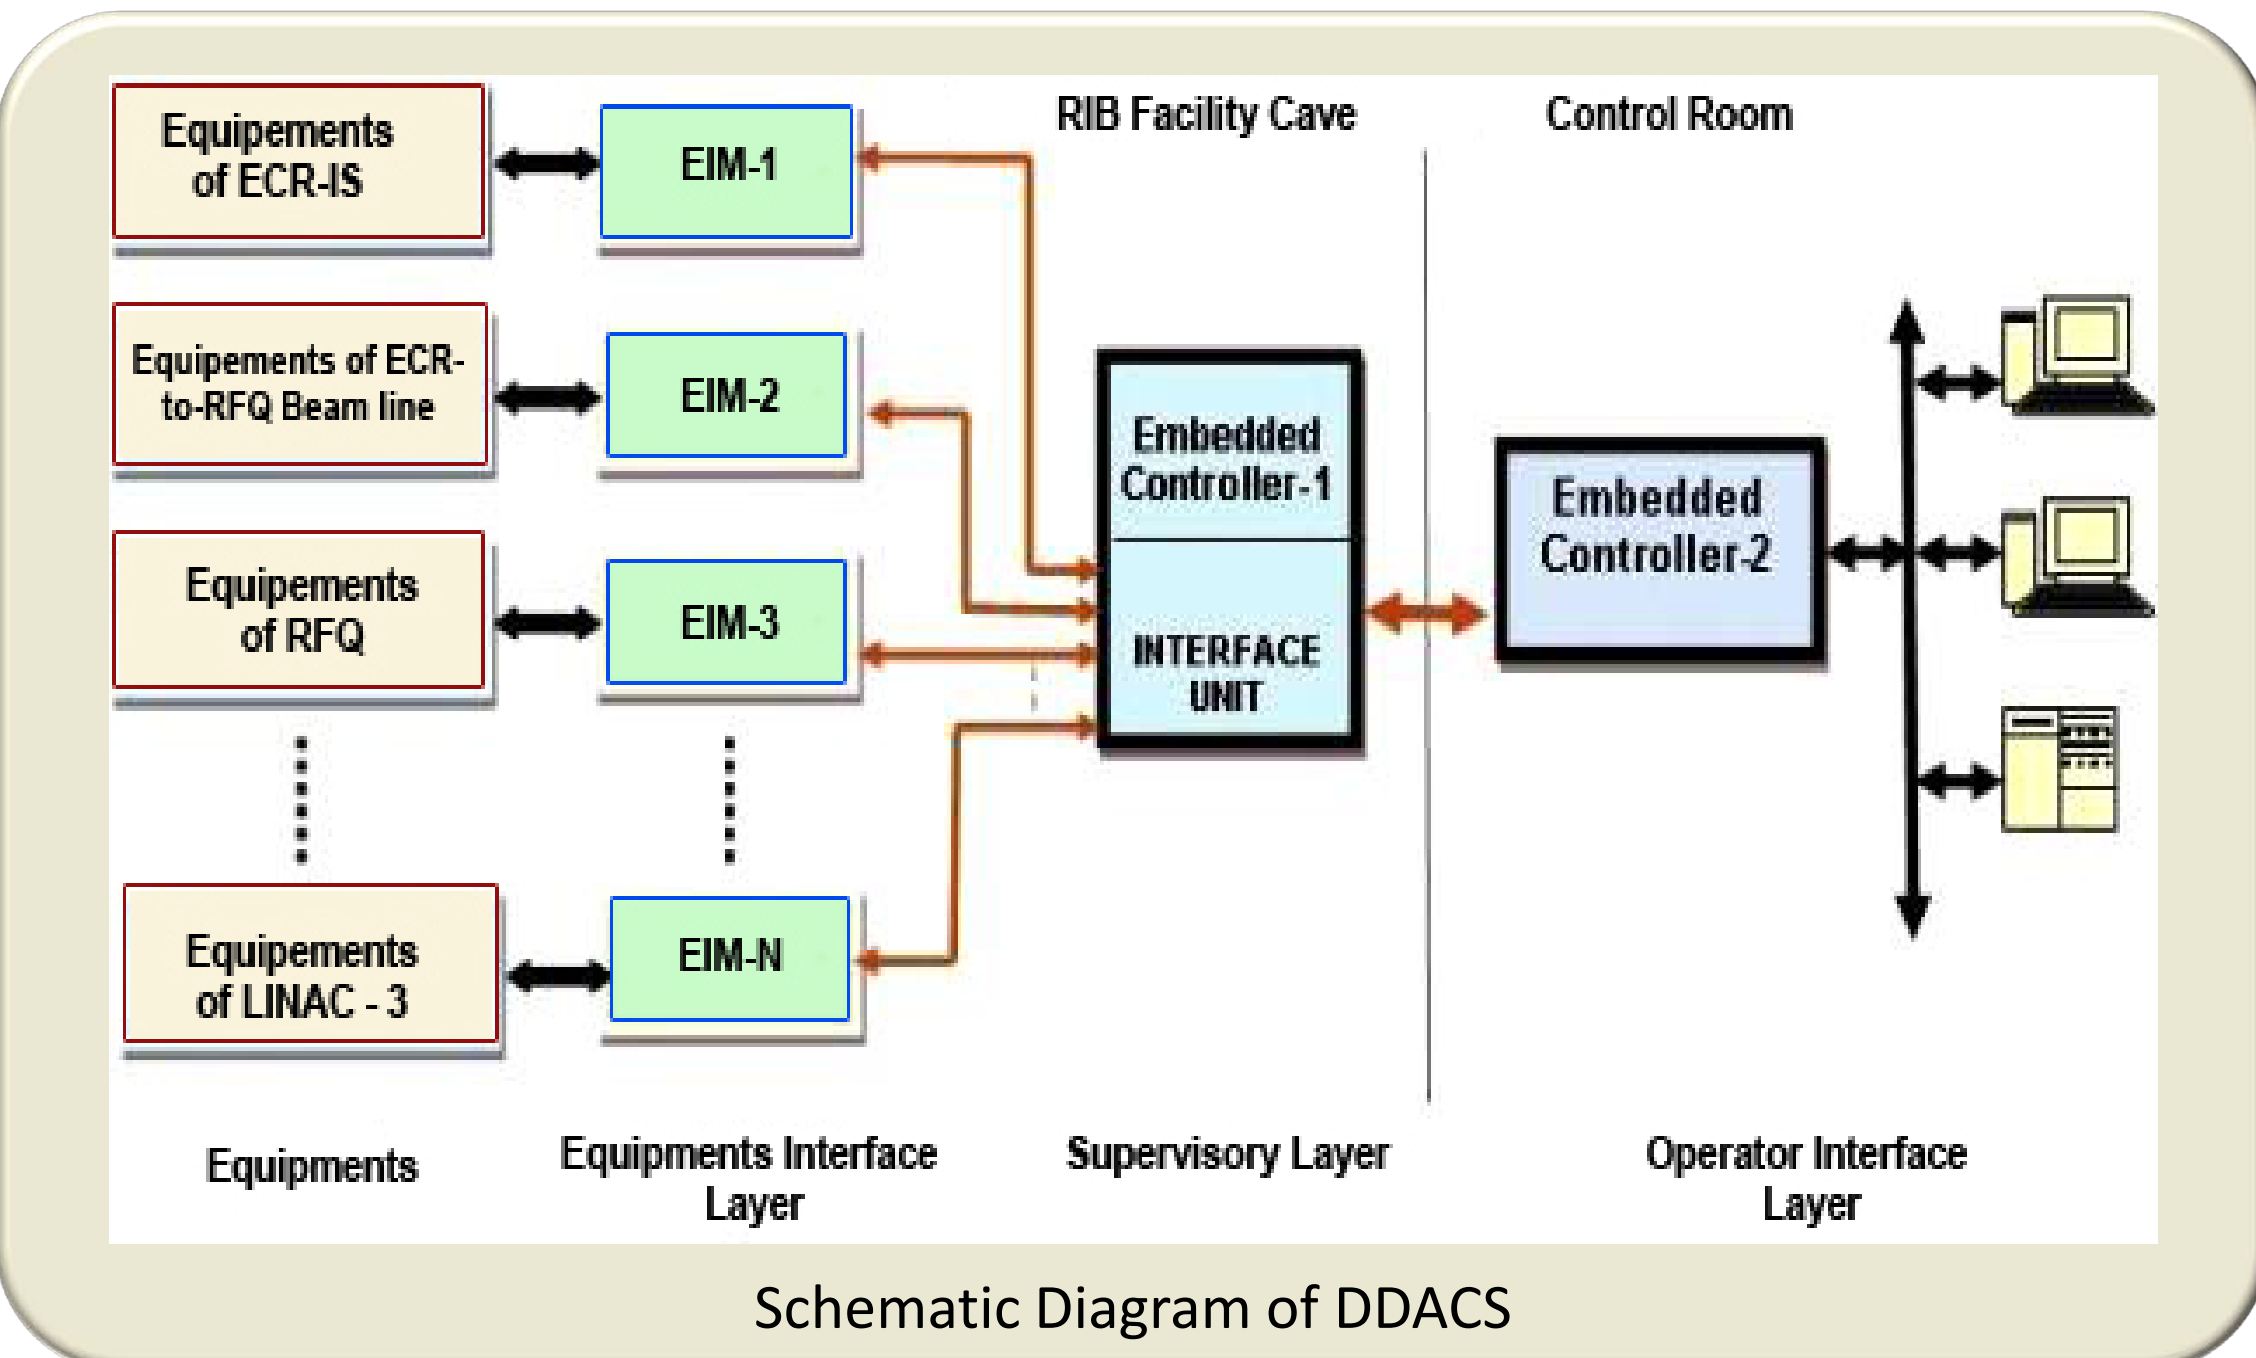 RIB Facility Cave
Control Room
Equipements
of ECR-IS
EIM-1
Equipements of ECR-
to-RFQ Beam line
EIM-2
Embedded
Controller-1
Embedded
Controller-2
Equipements
of RFQ
EIM-3
INTERFACE
UNIT
Equipements
of LINAC - 3
EIM-N
Equipments
Equipments Interface
Layer
Supervisory Layer
Operator Interface
Layer
Schematic Diagram of DDACS